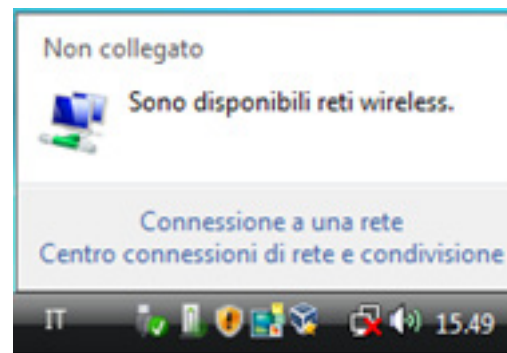 Non collegato
Sono disponibili reti wireless.
Connessione a una rete
Centro connessioni di rete e condivisione
IT 15.49